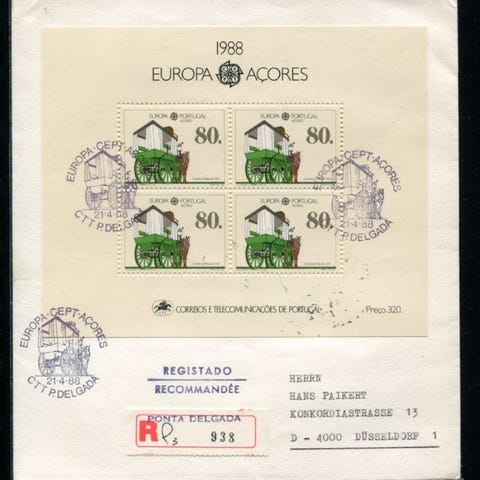 1988
EUROPA AÇORES
EUROPA PORTUGAL
AÇORES
80.
EUROPA PORTUGAL
AÇORES
80.
EUROPA PORTUGAL
AÇORES
80.
EUROPA PORTUGAL
AÇORES
80.
EUROPA·CEPT·AÇORES
21·4·88
CTT P.DELGADA
EUROPA·CEPT·AÇORES
21·4·88
CTT P.DELGADA
CORREIOS E TELECOMUNICAÇÕES DE PORTUGAL
Preço: 320.
EUROPA·CEPT·AÇORES
21·4·88
CTT P.DELGADA
REGISTADO
RECOMMANDÉE
PONTA DELGADA
R P3 938
HERRN
HANS PAIKERT
KONKORDIASTRASSE 13
D - 4000 DÜSSELDORF 1